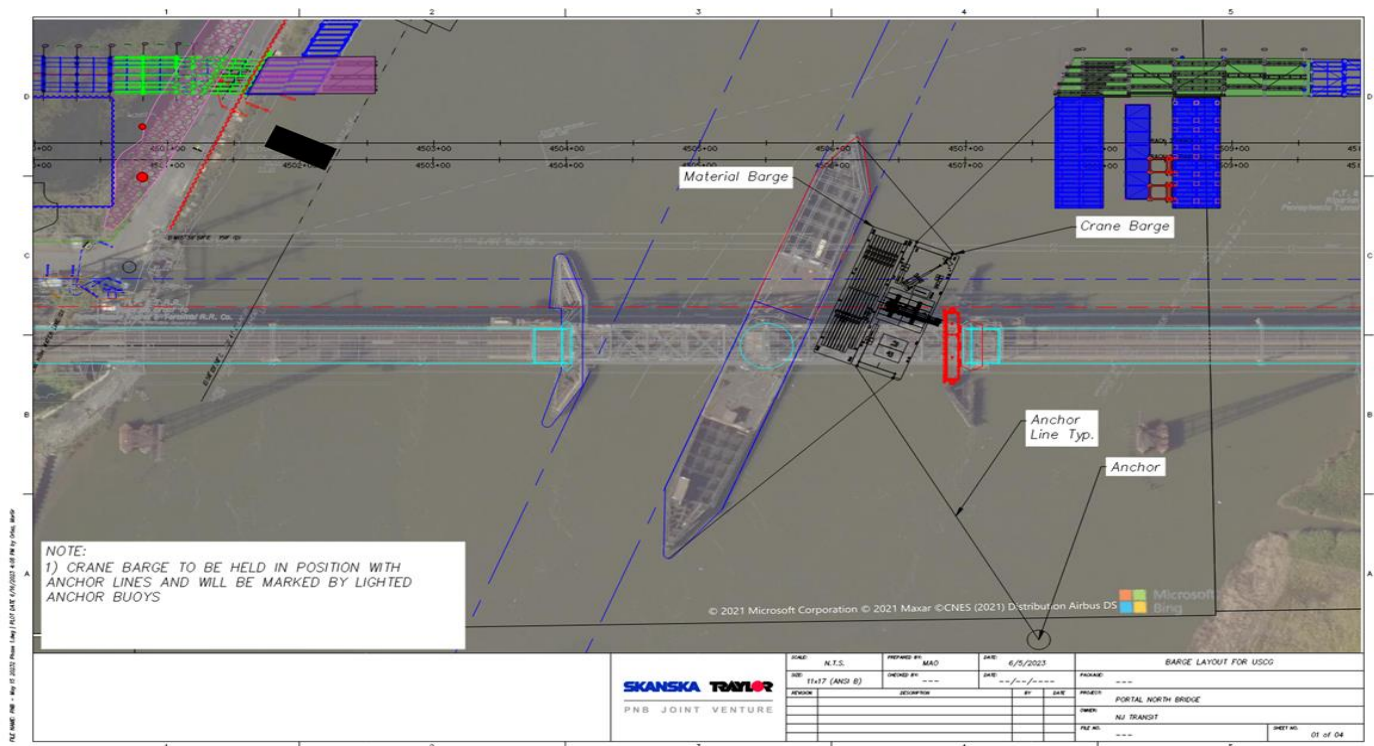 1 2 3 4 5
D
D
4503+00 4504+00 4505+00 4506+00 4507+00
4502+00 4503+00 4504+00
Material Barge
Crane Barge
C
C
Anchor
Line Typ.
B
B
Anchor
NOTE:
1) CRANE BARGE TO BE HELD IN POSITION WITH
ANCHOR LINES AND WILL BE MARKED BY LIGHTED
ANCHOR BUOYS
A
A
© 2021 Microsoft Corporation © 2021 Maxar ©CNES (2021) Distribution Airbus DS
Microsoft
Bing
SKANSKA TRAYLOR
PNB JOINT VENTURE
SCALE: N.T.S. PREPARED BY: MAO DATE: 6/5/2023
BARGE LAYOUT FOR USCG
SIZE: 11x17 (ANSI B) CHECKED BY: --- DATE: --/--/----
PACKAGE: ---
REVISION DESCRIPTION BY DATE
PROJECT: PORTAL NORTH BRIDGE
OWNER: NJ TRANSIT
FILE NO. --- SHEET NO. 01 of 04